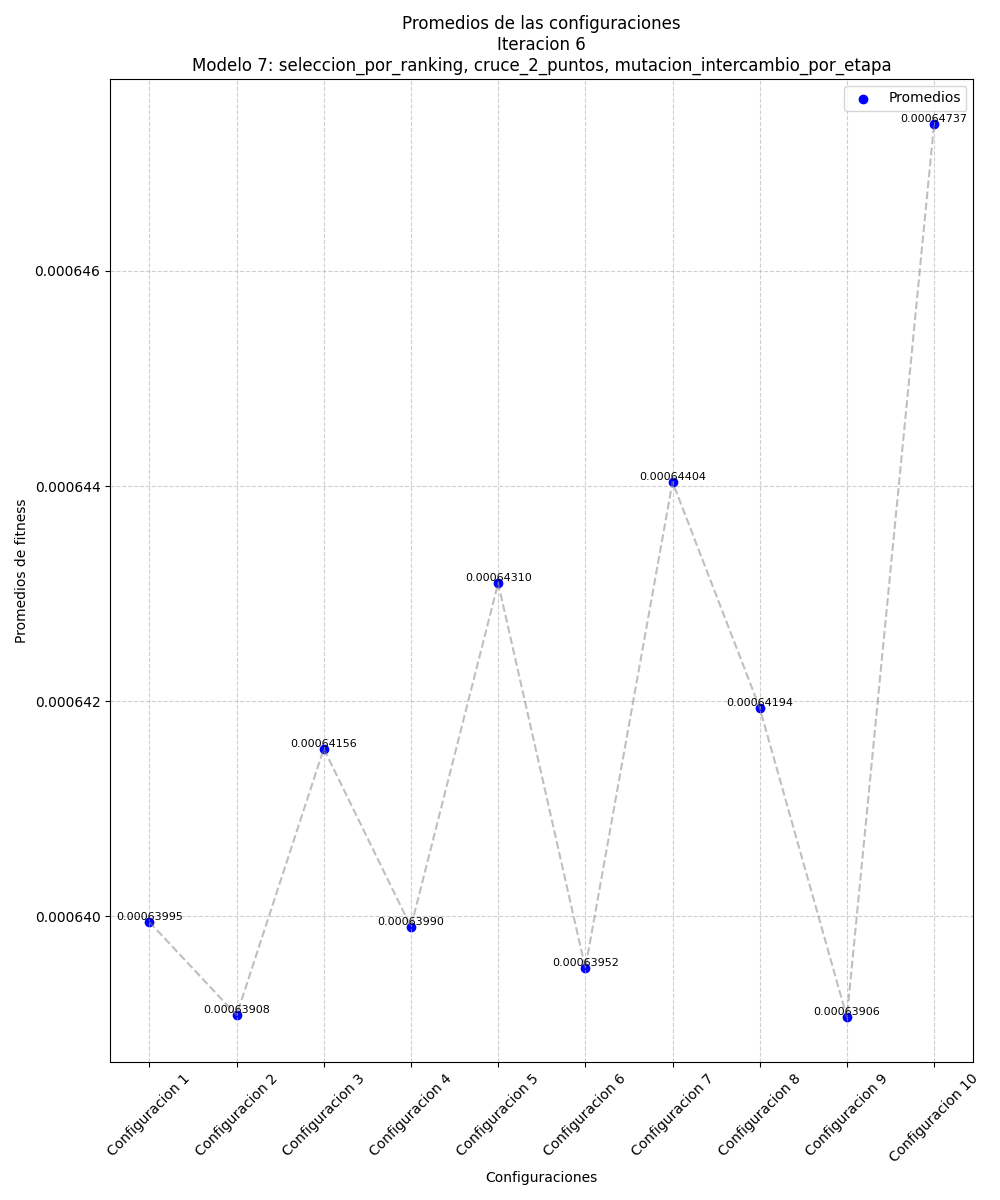 Promedios de las configuraciones
Iteracion 6
Modelo 7: seleccion_por_ranking, cruce_2_puntos, mutacion_intercambio_por_etapa
Promedios
0.00064737
0.000646
0.00064404
0.000644
0.00064310
0.00064194
0.000642
0.00064156
0.00063995
0.000640
0.00063990
0.00063952
0.00063908
0.00063906
Promedios de fitness
Configuracion 1
Configuracion 2
Configuracion 3
Configuracion 4
Configuracion 5
Configuracion 6
Configuracion 7
Configuracion 8
Configuracion 9
Configuracion 10
Configuraciones